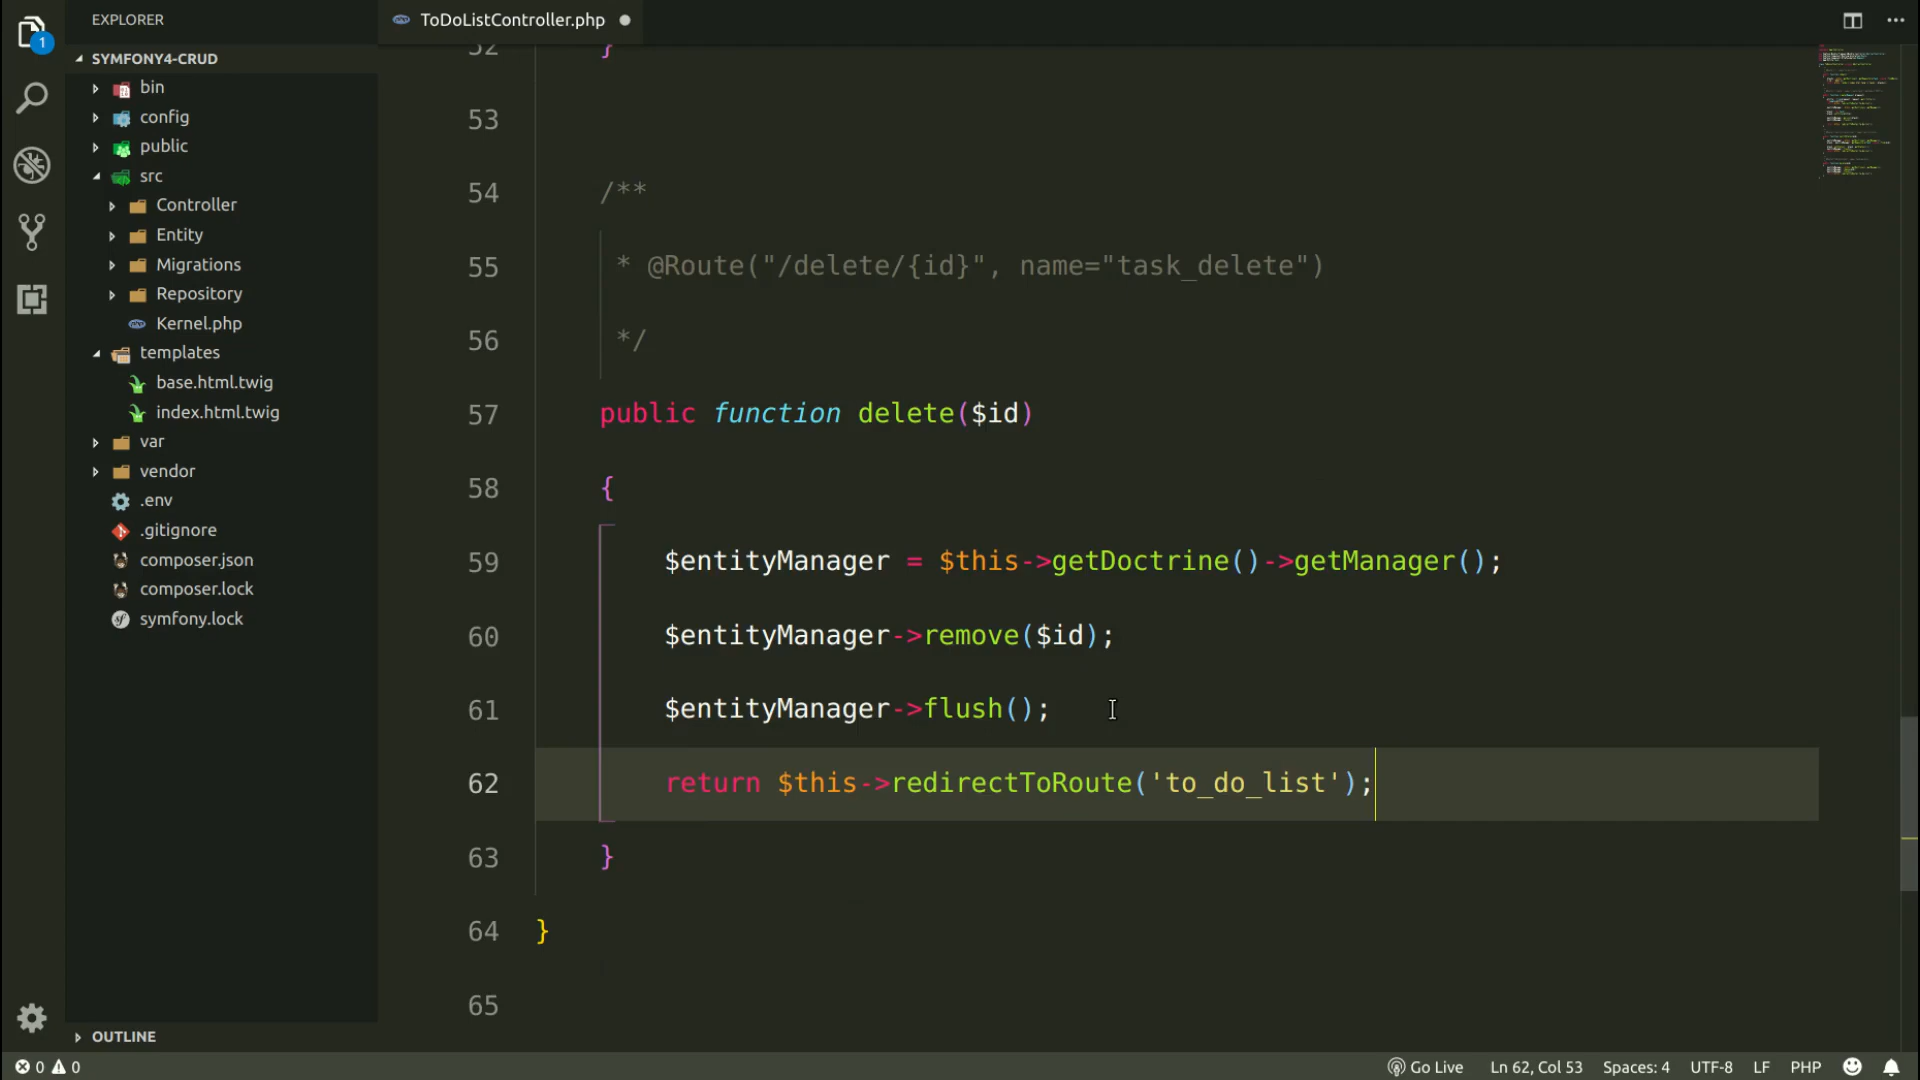 EXPLORER
ToDoListController.php
1
SYMFONY4-CRUD
bin
config
public
src
Controller
Entity
Migrations
Repository
Kernel.php
templates
base.html.twig
index.html.twig
var
vendor
.env
.gitignore
composer.json
composer.lock
symfony.lock
OUTLINE
52 }
53
54 /**
55 * @Route("/delete/{id}", name="task_delete")
56 */
57 public function delete($id)
58 {
59 $entityManager = $this->getDoctrine()->getManager();
60 $entityManager->remove($id);
61 $entityManager->flush();
62 return $this->redirectToRoute('to_do_list');
63 }
64 }
65
0 0 Go Live Ln 62, Col 53 Spaces: 4 UTF-8 LF PHP